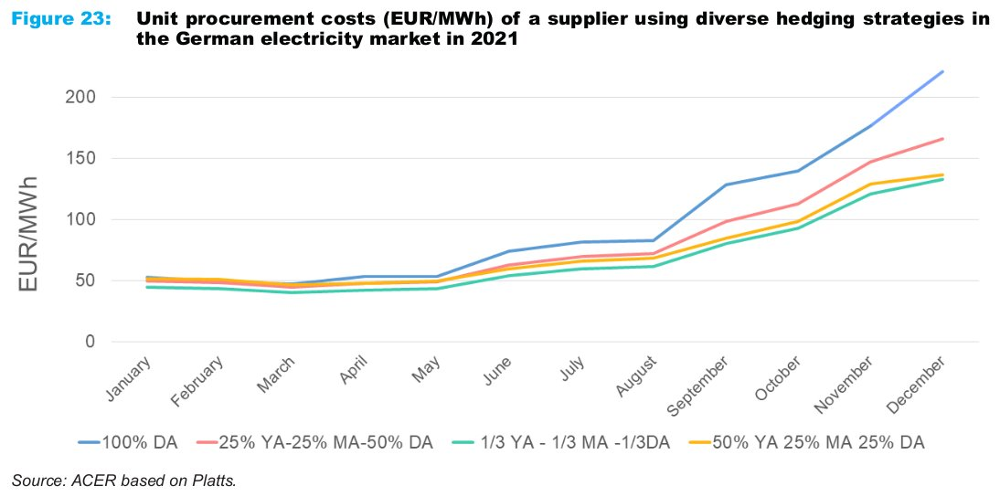 Figure 23: Unit procurement costs (EUR/MWh) of a supplier using diverse hedging strategies in
the German electricity market in 2021
EUR/MWh
200
150
100
50
0
January
February
March
April
May
June
July
August
September
October
November
December
100% DA
25% YA-25% MA-50% DA
1/3 YA - 1/3 MA -1/3DA
50% YA 25% MA 25% DA
Source: ACER based on Platts.